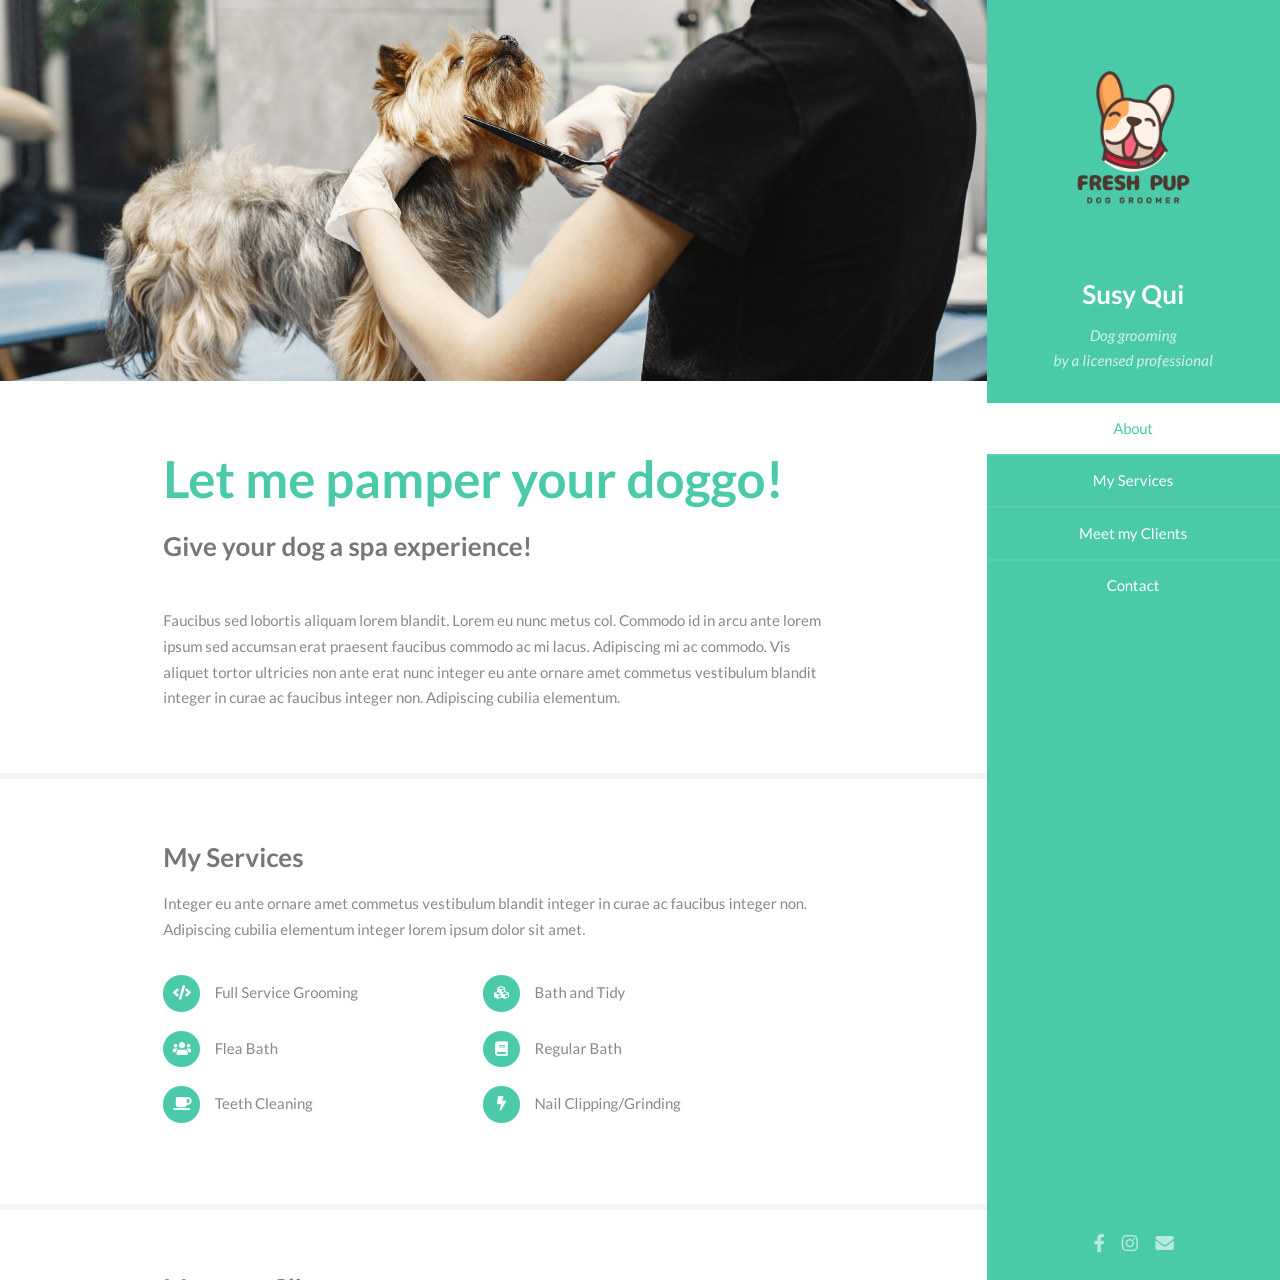 FRESH PUP
DOG GROOMER
Susy Qui
Dog grooming
by a licensed professional
About
My Services
Meet my Clients
Contact
Let me pamper your doggo!
Give your dog a spa experience!
Faucibus sed lobortis aliquam lorem blandit. Lorem eu nunc metus col. Commodo id in arcu ante lorem
ipsum sed accumsan erat praesent faucibus commodo ac mi lacus. Adipiscing mi ac commodo. Vis
aliquet tortor ultricies non ante erat nunc integer eu ante ornare amet commetus vestibulum blandit
integer in curae ac faucibus integer non. Adipiscing cubilia elementum.
My Services
Integer eu ante ornare amet commetus vestibulum blandit integer in curae ac faucibus integer non.
Adipiscing cubilia elementum integer lorem ipsum dolor sit amet.
Full Service Grooming
Bath and Tidy
Flea Bath
Regular Bath
Teeth Cleaning
Nail Clipping/Grinding